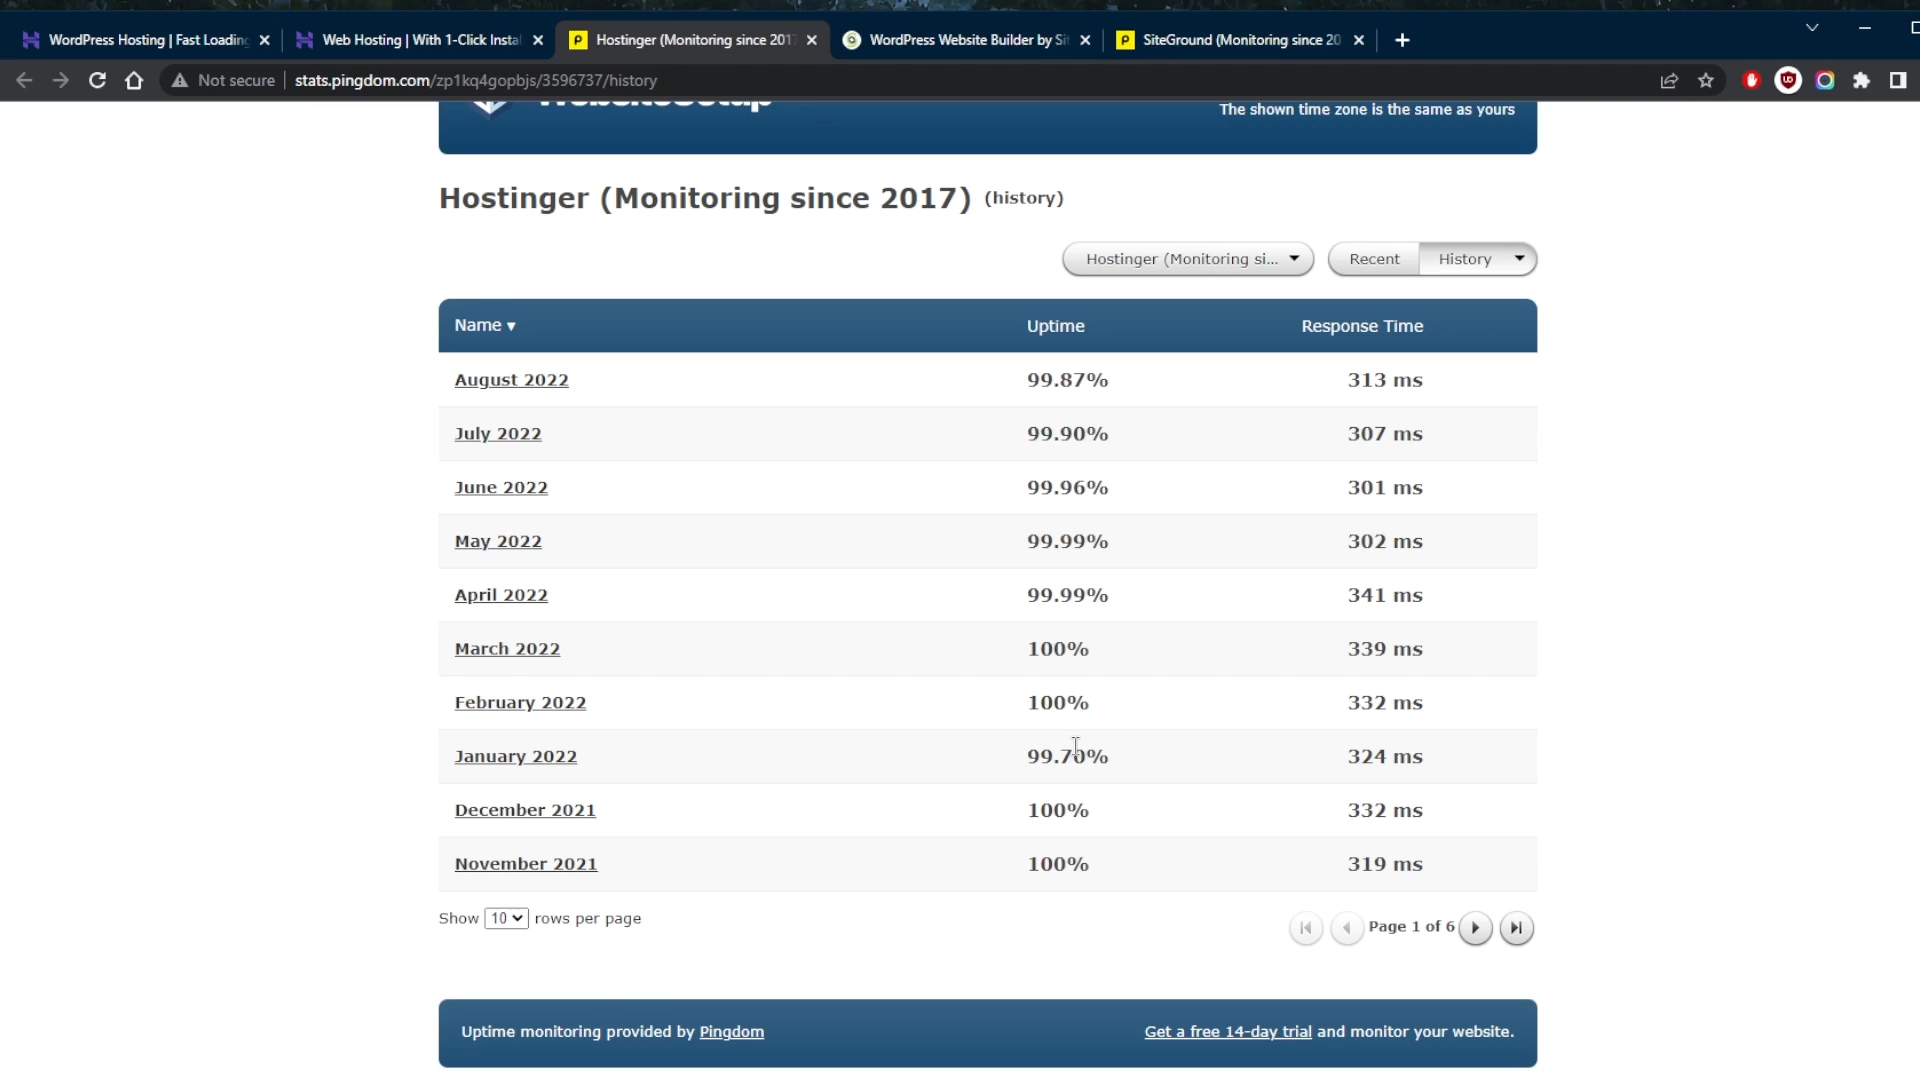 WordPress Hosting | Fast Loading
Web Hosting | With 1-Click Insta
Hostinger (Monitoring since 2017
WordPress Website Builder by Sit
SiteGround (Monitoring since 20
Not secure | stats.pingdom.com/zp1kq4gopbjs/3596737/history
WebsiteSetup
The shown time zone is the same as yours
Hostinger (Monitoring since 2017) (history)
Hostinger (Monitoring si... Recent History
Name ▾ Uptime Response Time
August 2022 99.87% 313 ms
July 2022 99.90% 307 ms
June 2022 99.96% 301 ms
May 2022 99.99% 302 ms
April 2022 99.99% 341 ms
March 2022 100% 339 ms
February 2022 100% 332 ms
January 2022 99.70% 324 ms
December 2021 100% 332 ms
November 2021 100% 319 ms
Show 10 rows per page
Page 1 of 6
Uptime monitoring provided by Pingdom
Get a free 14-day trial and monitor your website.